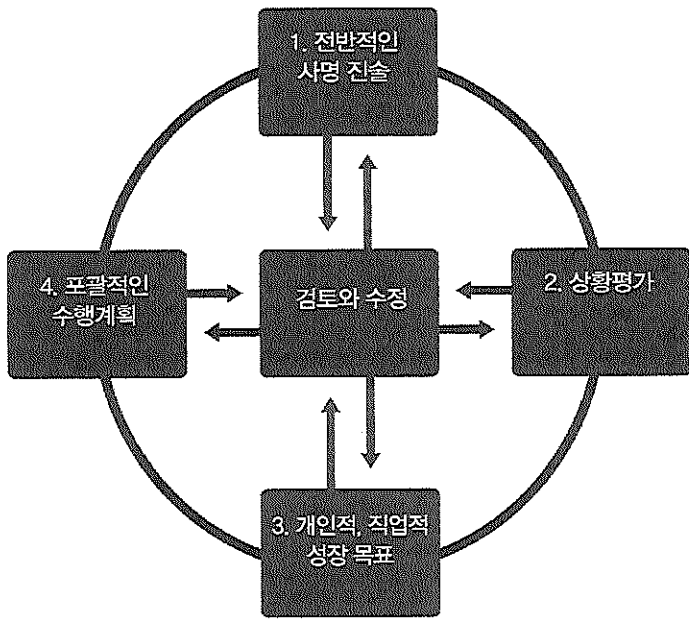 1. 전반적인
사명 진술
4. 포괄적인
수행계획
검토와 수정
2. 상황평가
3. 개인적, 직업적
성장 목표